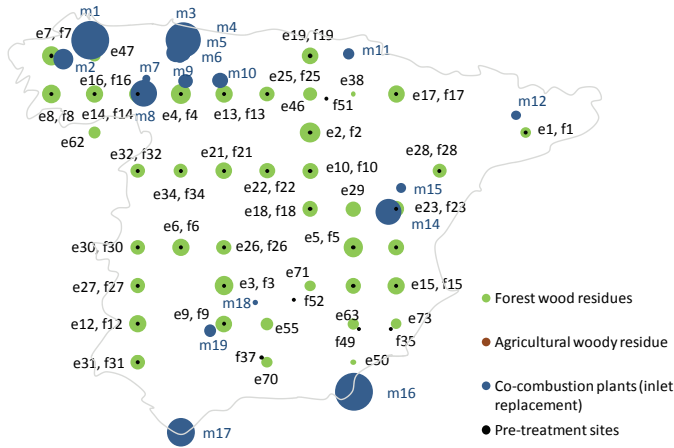 m1
m3
e7, f7
m4
e19, f19
m5
e47
m6
m11
m2
m7
m9
m10
e25, f25
e38
e16, f16
e46
f51
e17, f17
m12
e8, f8
e14, f14
m8
e4, f4
e13, f13
e2, f2
e1, f1
e62
e32, f32
e21, f21
e28, f28
e10, f10
e34, f34
e22, f22
e29
m15
e18, f18
e23, f23
m14
e6, f6
e5, f5
e30, f30
e26, f26
e71
e27, f27
e3, f3
e15, f15
m18
f52
Forest wood residues
e9, f9
e63
e73
e12, f12
e55
f49
f35
Agricultural woody residue
m19
f37
e50
e31, f31
e70
Co-combustion plants (inlet
replacement)
m16
m17
Pre-treatment sites